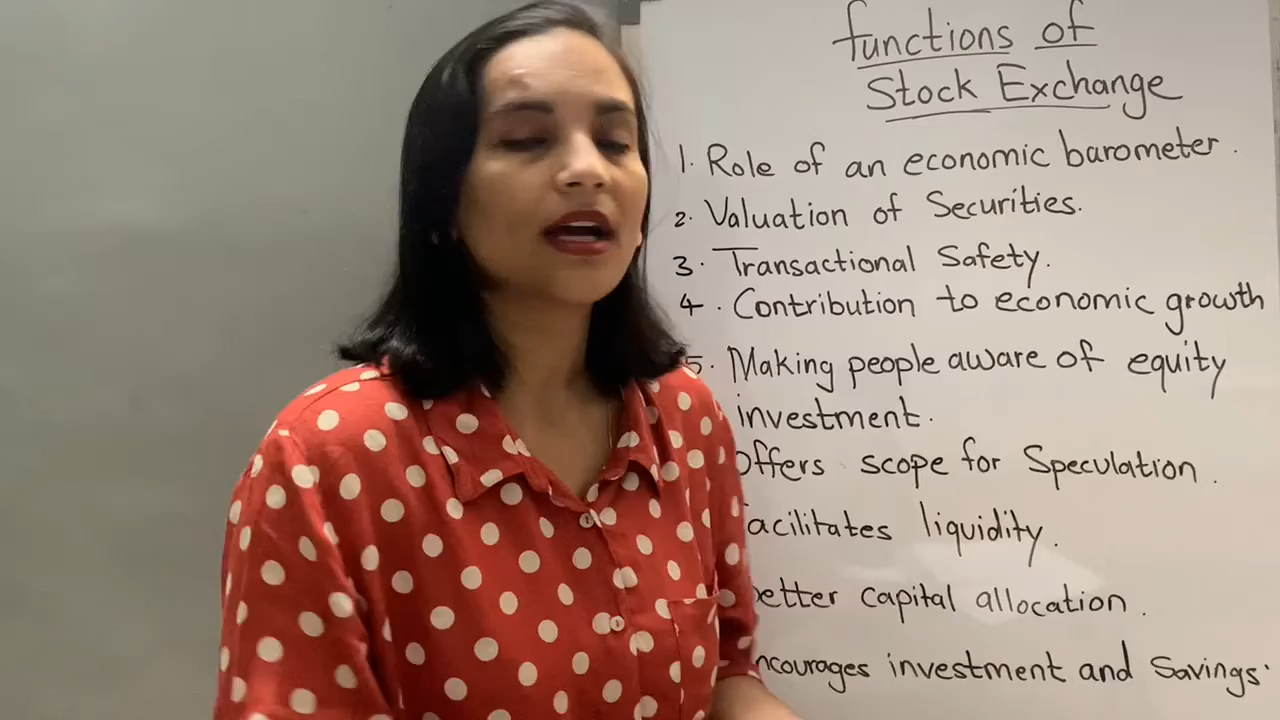 functions of
Stock Exchange
1. Role of an economic barometer.
2. Valuation of Securities.
3. Transactional Safety.
4. Contribution to economic growth
5. Making people aware of equity
investment.
offers scope for Speculation.
acilitates liquidity.
better capital allocation.
ncourages investment and Savings.